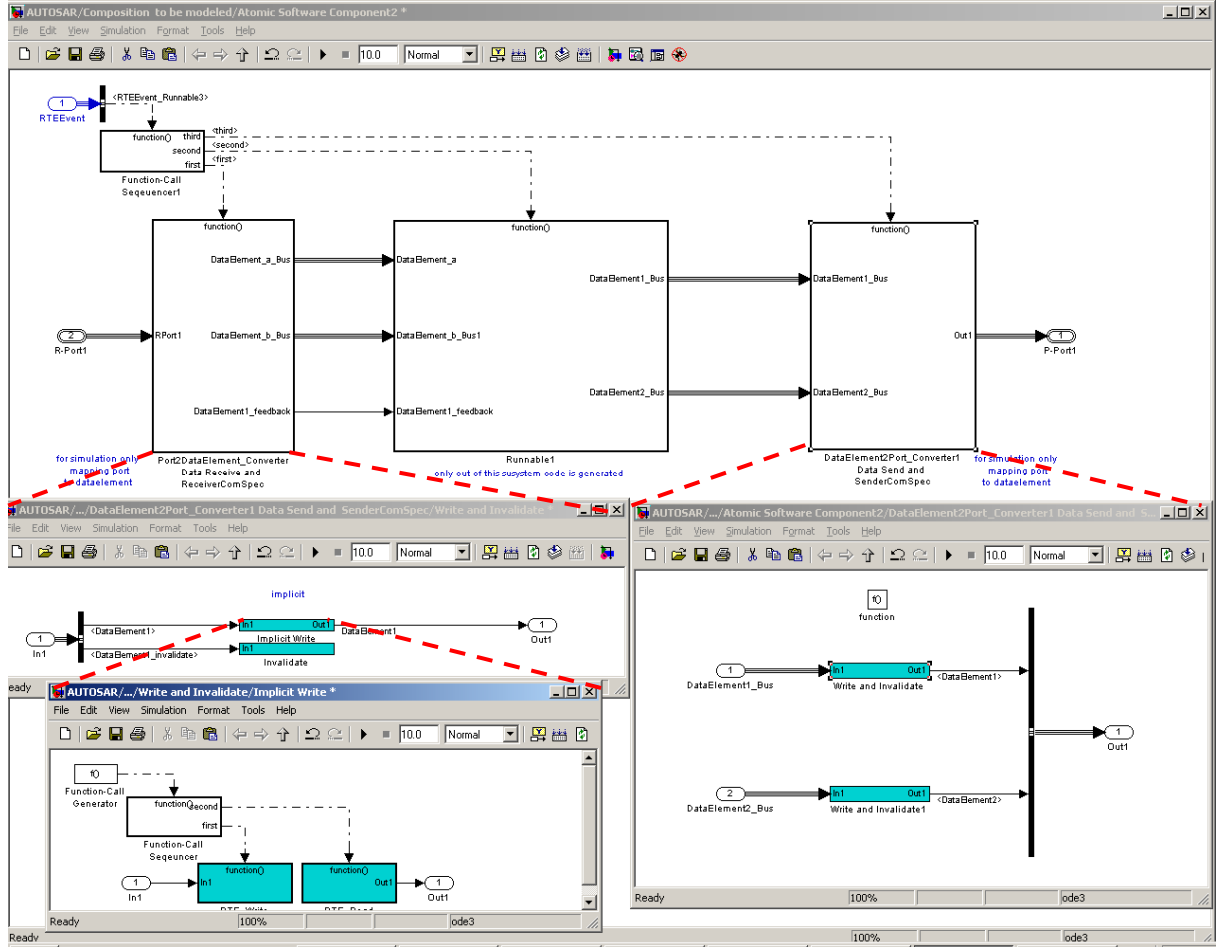 AUTOSAR/Composition to be modeled/Atomic Software Component2 *
File Edit View Simulation Format Tools Help
10.0 Normal
1
<RTEEvent_Runnable3>
RTEEvent
function()
third
<third>
second
<second>
first
<first>
Function-Call
Seqeuencer1
function()
function()
function()
DataElement_a_Bus
DataElement_a
DataElement1_Bus
DataElement1_Bus
2
RPort1
DataElement_b_Bus
DataElement_b_Bus1
Out1
1
R-Port1
P-Port1
DataElement2_Bus
DataElement2_Bus
DataElement1_feedback
DataElement1_feedback
for simulation only
mapping port
to dataelement
Port2DataElement_Converter
Data Receive and
ReceiverComSpec
Runnable1
only out of this susystem code is generated
DataElement2Port_Converter1
Data Send and
SenderComSpec
for simulation only
mapping port
to dataelement
AUTOSAR/.../DataElement2Port_Converter1 Data Send and SenderComSpec/Write and Invalidate *
File Edit View Simulation Format Tools Help
10.0 Normal
implicit
1
In1
<DataElement1>
In1 Out1
Implicit Write
DataElement1
1
Out1
<DataElement1_invalidate>
In1
Invalidate
eady
AUTOSAR/.../Write and Invalidate/Implicit Write *
File Edit View Simulation Format Tools Help
10.0 Normal
f()
Function-Call
Generator
function()
second
first
Function-Call
Seqeuncer
function()
function()
1
In1
In1
Out1
1
Out1
Ready 100% ode3
AUTOSAR/.../Atomic Software Component2/DataElement2Port_Converter1 Data Send and S...
File Edit View Simulation Format Tools Help
10.0 Normal
f()
function
1
DataElement1_Bus
In1 Out1
Write and Invalidate
<DataElement1>
1
Out1
2
DataElement2_Bus
In1 Out1
Write and Invalidate1
<DataElement2>
Ready 100% ode3
Ready 100% ode3